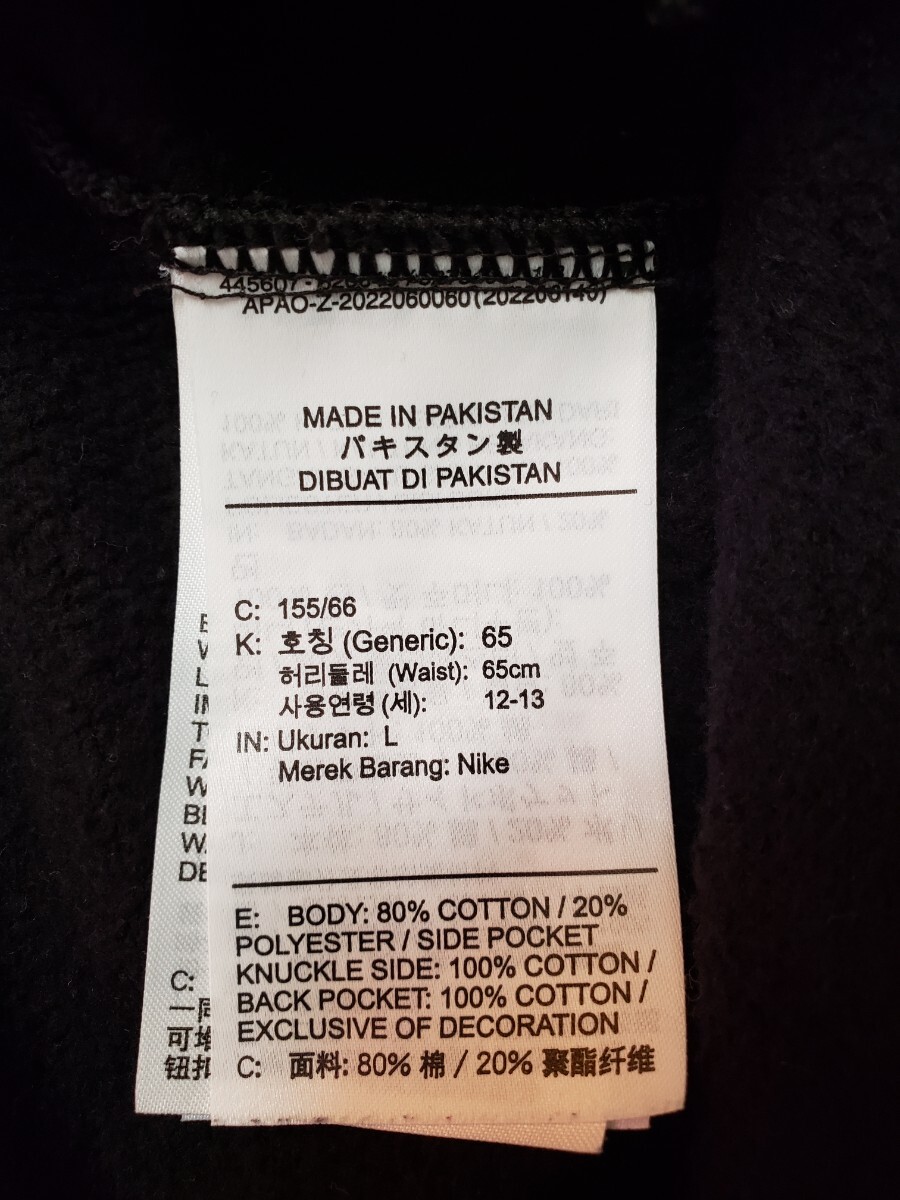 APAO-Z-2022060060(202206140)
MADE IN PAKISTAN
パキスタン製
DIBUAT DI PAKISTAN
C: 155/66
K: 호칭 (Generic): 65
허리둘레 (Waist): 65cm
사용연령(세): 12-13
IN: Ukuran: L
Merek Barang: Nike
E: BODY: 80% COTTON / 20%
POLYESTER / SIDE POCKET
KNUCKLE SIDE: 100% COTTON /
BACK POCKET: 100% COTTON /
EXCLUSIVE OF DECORATION
C: 面料: 80% 棉 / 20% 聚酯纤维
C: